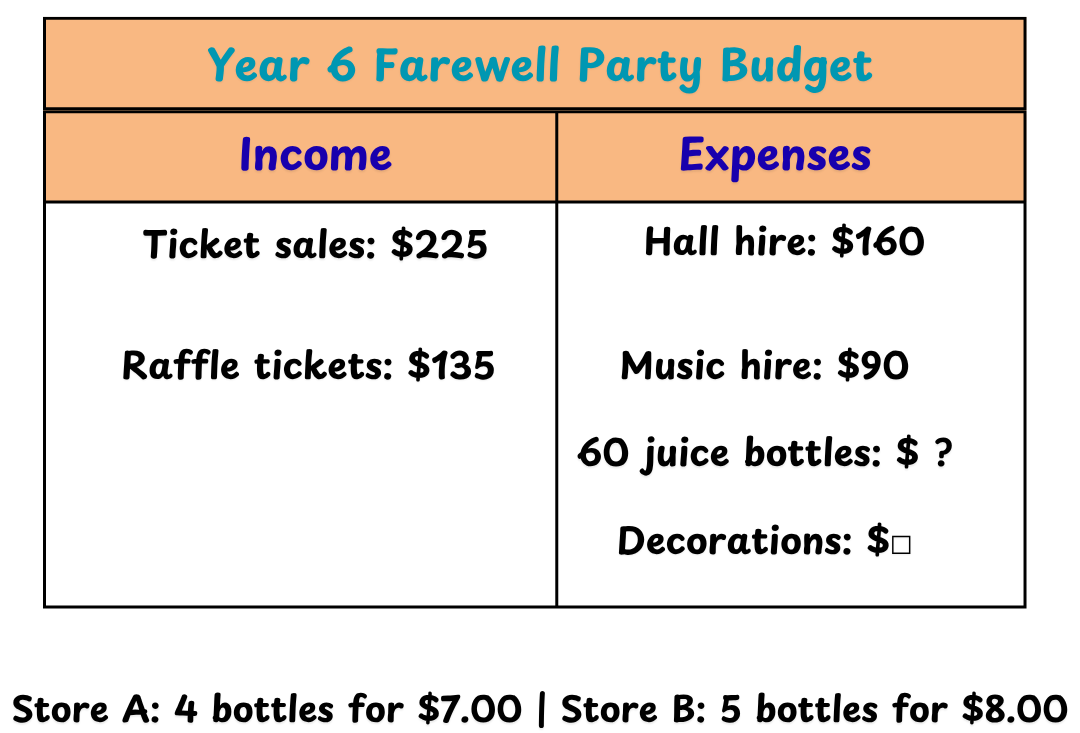 Year 6 Farewell Party Budget
Income
Expenses
Ticket sales: $225
Hall hire: $160
Raffle tickets: $135
Music hire: $90
60 juice bottles: $ ?
Decorations: $□
Store A: 4 bottles for $7.00 | Store B: 5 bottles for $8.00